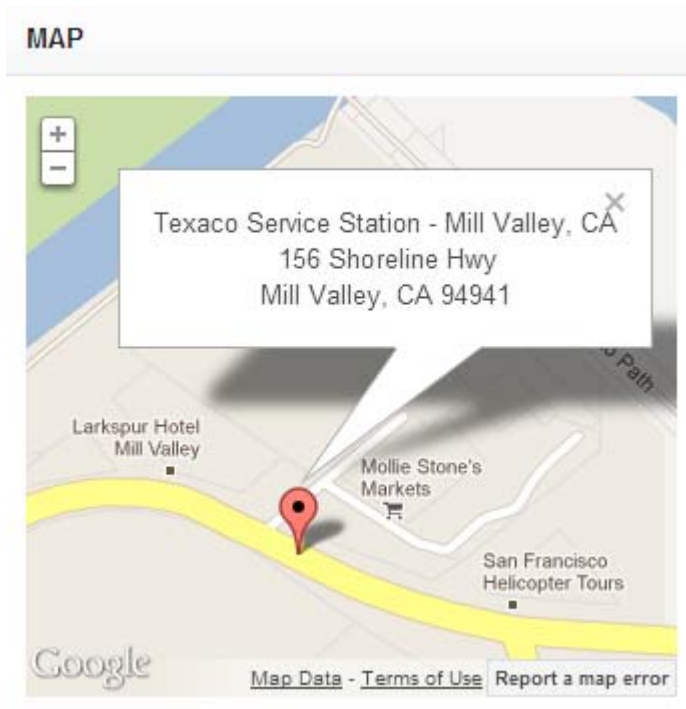 MAP
+
−
×
Texaco Service Station - Mill Valley, CA
156 Shoreline Hwy
Mill Valley, CA 94941
Path
Larkspur Hotel
Mill Valley
Mollie Stone's
Markets
San Francisco
Helicopter Tours
Google
Map Data - Terms of Use Report a map error